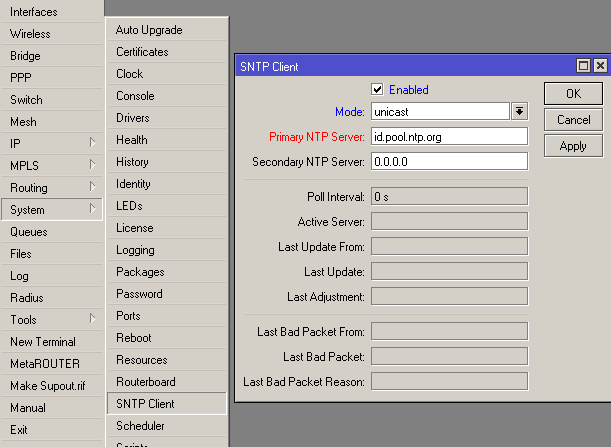 Interfaces
Wireless
Bridge
PPP
Switch
Mesh
IP
MPLS
Routing
System
Queues
Files
Log
Radius
Tools
New Terminal
MetaROUTER
Make Supout.rif
Manual
Exit
Auto Upgrade
Certificates
Clock
Console
Drivers
Health
History
Identity
LEDs
License
Logging
Packages
Password
Ports
Reboot
Resources
Routerboard
SNTP Client
Scheduler
Scripts
SNTP Client
Enabled
Mode: unicast
Primary NTP Server: id.pool.ntp.org
Secondary NTP Server: 0.0.0.0
Poll Interval: 0 s
Active Server:
Last Update From:
Last Update:
Last Adjustment:
Last Bad Packet From:
Last Bad Packet:
Last Bad Packet Reason:
OK
Cancel
Apply